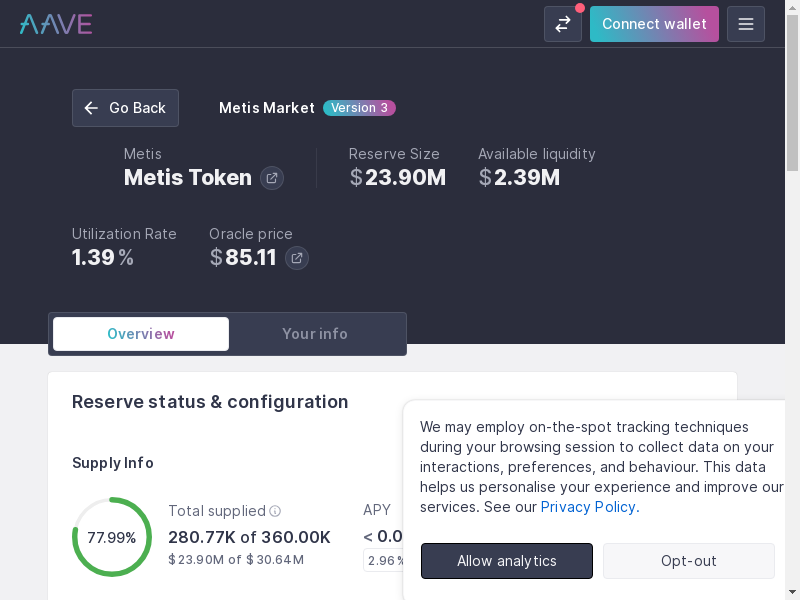 AAVE
Connect wallet
Go Back
Metis Market
Version 3
Metis
Metis Token
Reserve Size
$23.90M
Available liquidity
$2.39M
Utilization Rate
1.39%
Oracle price
$85.11
Overview
Your info
Reserve status & configuration
Supply Info
77.99%
Total supplied
280.77K of 360.00K
$23.90M of $30.64M
APY
< 0.0
2.96%
We may employ on-the-spot tracking techniques
during your browsing session to collect data on your
interactions, preferences, and behaviour. This data
helps us personalise your experience and improve our
services. See our Privacy Policy.
Allow analytics
Opt-out